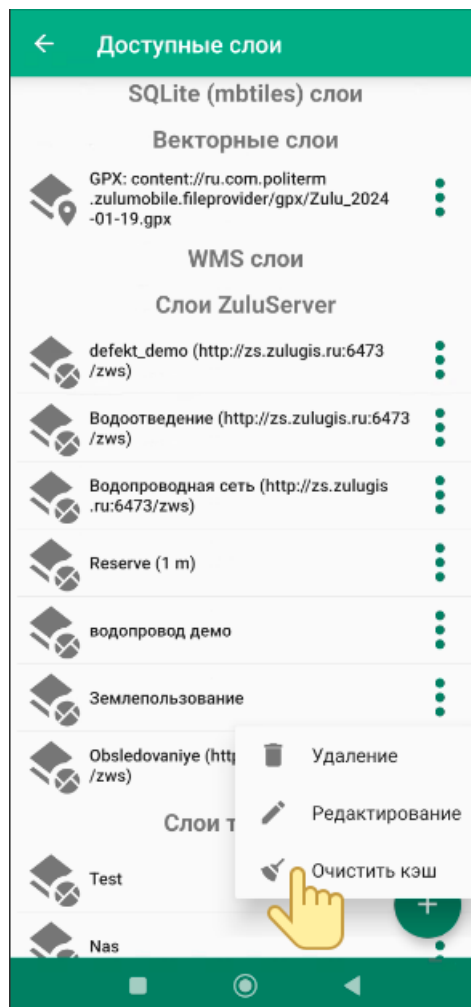 Доступные слои
SQLite (mbtiles) слои
Векторные слои
GPX: content://ru.com.politerm
.zulumobile.fileprovider/gpx/Zulu_2024
-01-19.gpx
WMS слои
Слои ZuluServer
defekt_demo (http://zs.zulugis.ru:6473
/zws)
Водоотведение (http://zs.zulugis.ru:6473
/zws)
Водопроводная сеть (http://zs.zulugis
.ru:6473/zws)
Reserve (1 m)
водопровод демо
Землепользование
Obsledovaniye (http
/zws)
Удаление
Редактирование
Очистить кэш
Слои т
Test
Nas